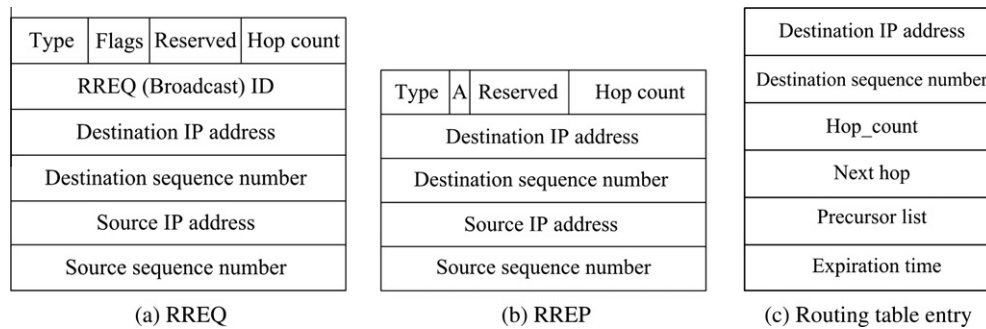 Type Flags Reserved Hop count
RREQ (Broadcast) ID
Destination IP address
Destination sequence number
Source IP address
Source sequence number
(a) RREQ
Type A Reserved Hop count
Destination IP address
Destination sequence number
Source IP address
Source sequence number
(b) RREP
Destination IP address
Destination sequence number
Hop_count
Next hop
Precursor list
Expiration time
(c) Routing table entry